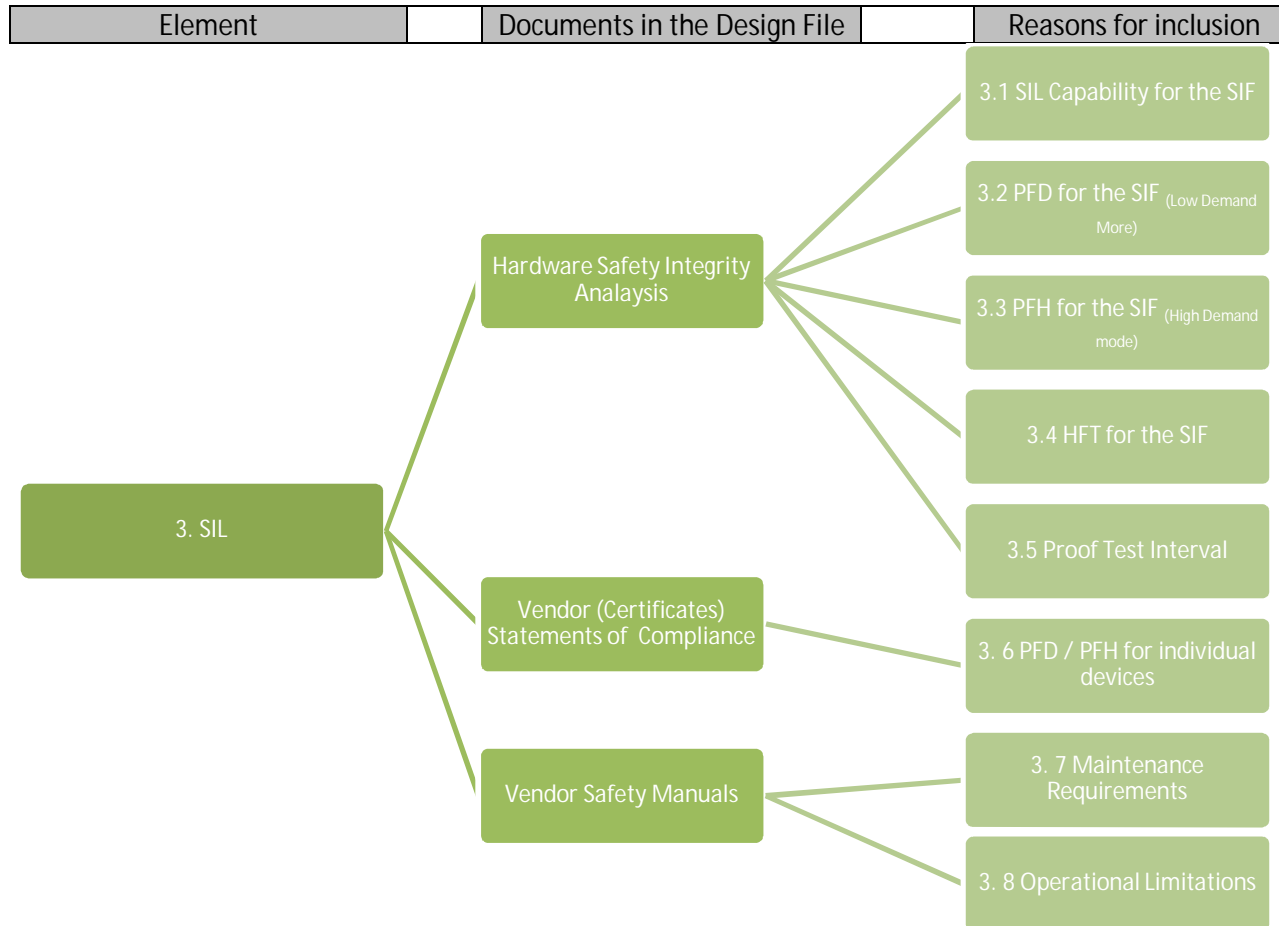 Element
Documents in the Design File
Reasons for inclusion
3. SIL
Hardware Safety Integrity
Analaysis
Vendor (Certificates)
Statements of Compliance
Vendor Safety Manuals
3.1 SIL Capability for the SIF
3.2 PFD for the SIF (Low Demand
More)
3.3 PFH for the SIF (High Demand
mode)
3.4 HFT for the SIF
3.5 Proof Test Interval
3. 6 PFD / PFH for individual
devices
3. 7 Maintenance
Requirements
3. 8 Operational Limitations